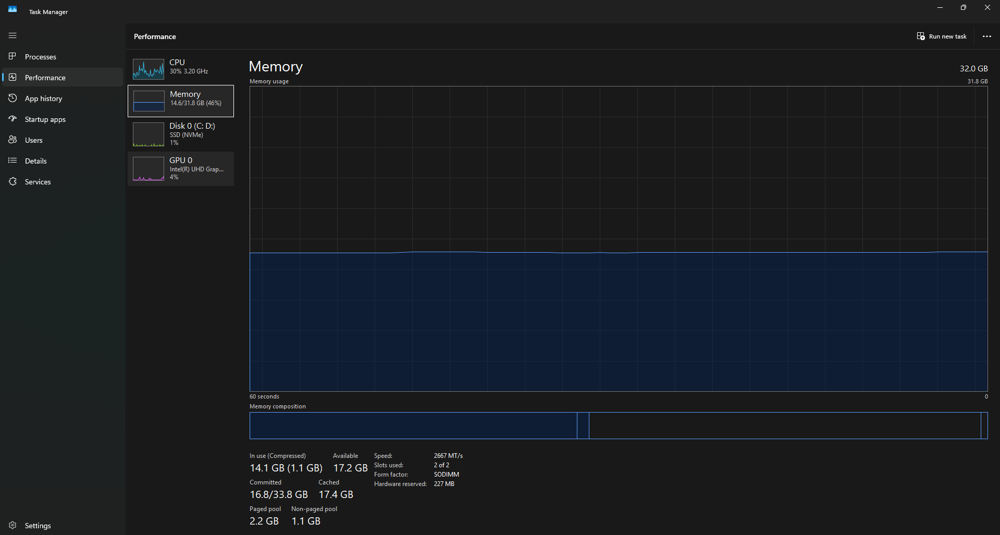 Task Manager
Processes
Performance
App history
Startup apps
Users
Details
Services
Settings
Performance
Run new task
CPU
30% 3.20 GHz
Memory
14.6/31.8 GB (46%)
Disk 0 (C: D:)
SSD (NVMe)
1%
GPU 0
Intel(R) UHD Grap...
4%
Memory
32.0 GB
Memory usage
31.8 GB
60 seconds
0
Memory composition
In use (Compressed)
14.1 GB (1.1 GB)
Available
17.2 GB
Committed
16.8/33.8 GB
Cached
17.4 GB
Paged pool
2.2 GB
Non-paged pool
1.1 GB
Speed: 2667 MT/s
Slots used: 2 of 2
Form factor: SODIMM
Hardware reserved: 227 MB